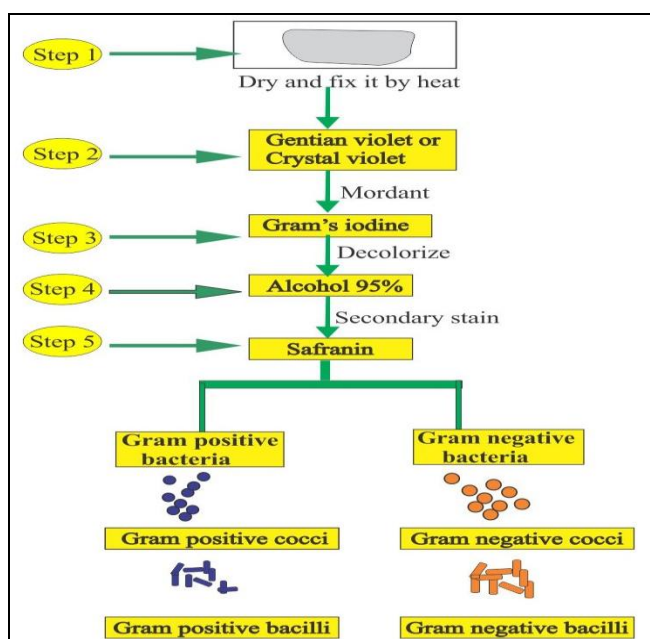 Step 1
Dry and fix it by heat
Step 2
Gentian violet or
Crystal violet
Mordant
Step 3
Gram's iodine
Decolorize
Step 4
Alcohol 95%
Secondary stain
Step 5
Safranin
Gram positive
bacteria
Gram negative
bacteria
Gram positive cocci
Gram negative cocci
Gram positive bacilli
Gram negative bacilli